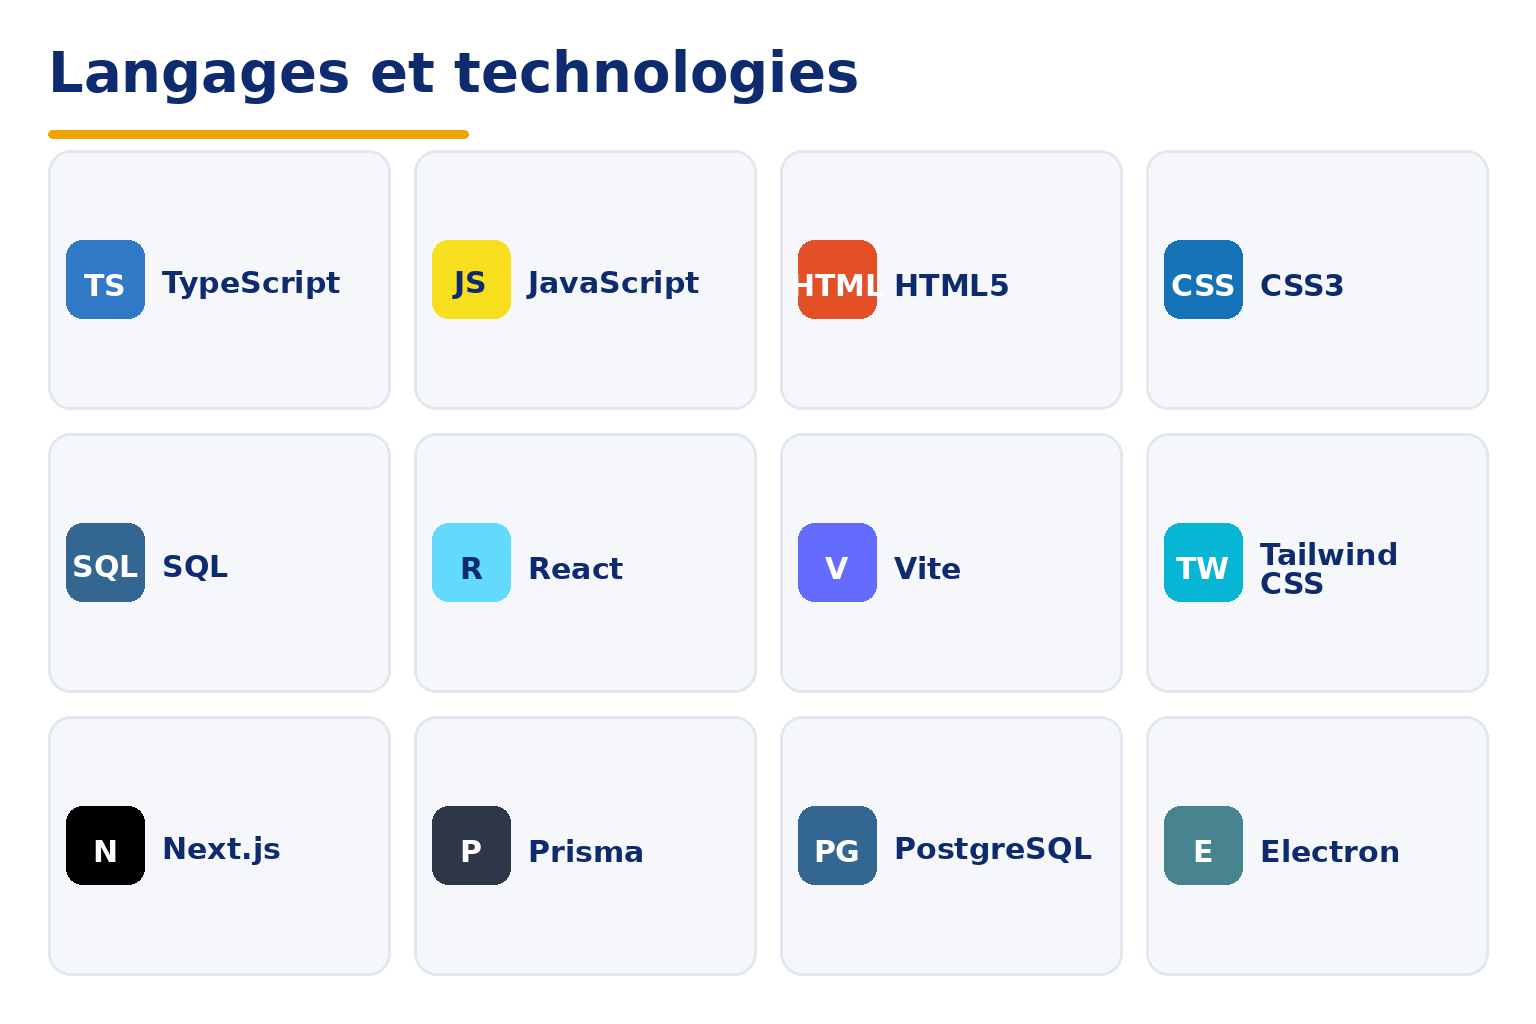 Langages et technologies
TS TypeScript
JS JavaScript
HTML HTML5
CSS CSS3
SQL SQL
R React
V Vite
TW Tailwind
CSS
N Next.js
P Prisma
PG PostgreSQL
E Electron